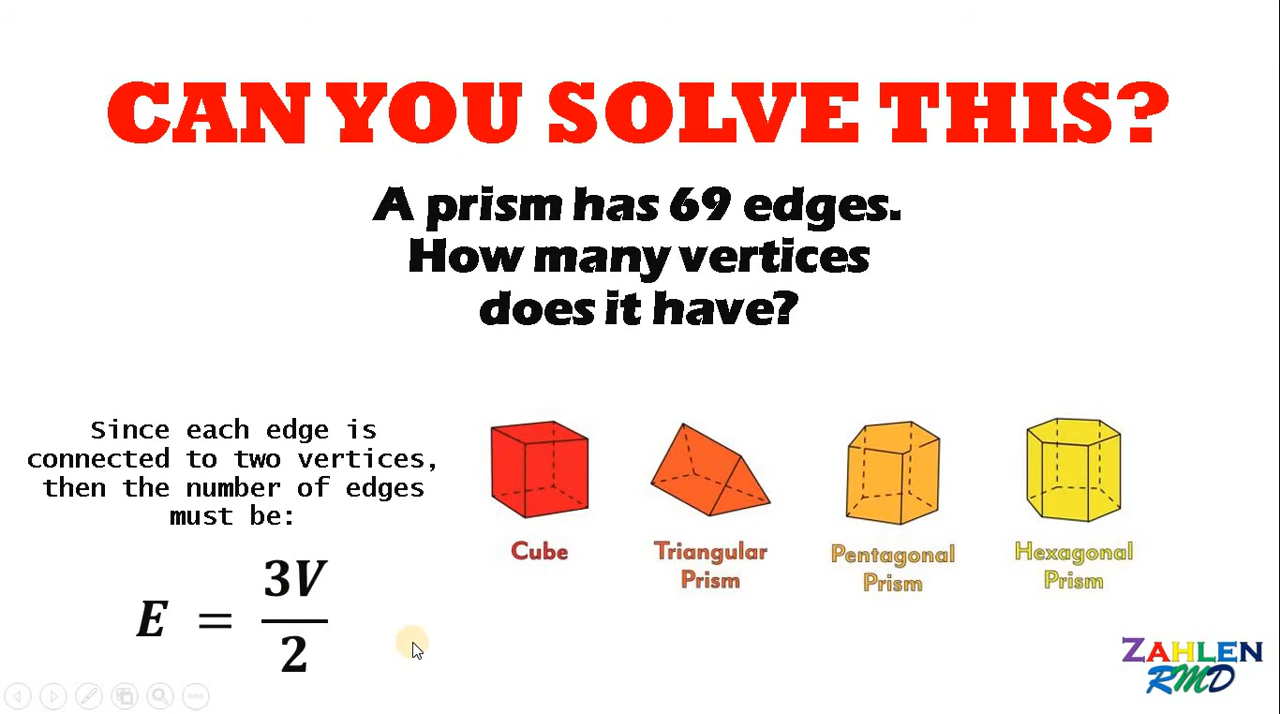 CAN YOU SOLVE THIS?
A prism has 69 edges.
How many vertices
does it have?
Since each edge is
connected to two vertices,
then the number of edges
must be:
E = 3V/2
Cube
Triangular
Prism
Pentagonal
Prism
Hexagonal
Prism
ZAHLEN
RMD